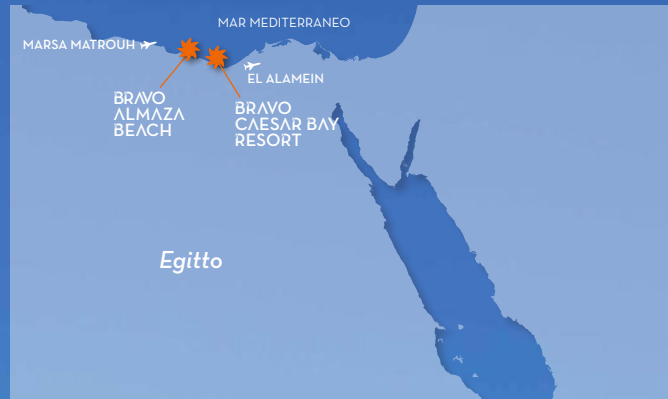 MAR MEDITERRANEO
MARSA MATROUH
EL ALAMEIN
BRAVO
ALMAZA
BEACH
BRAVO
CAESAR BAY
RESORT
Egitto